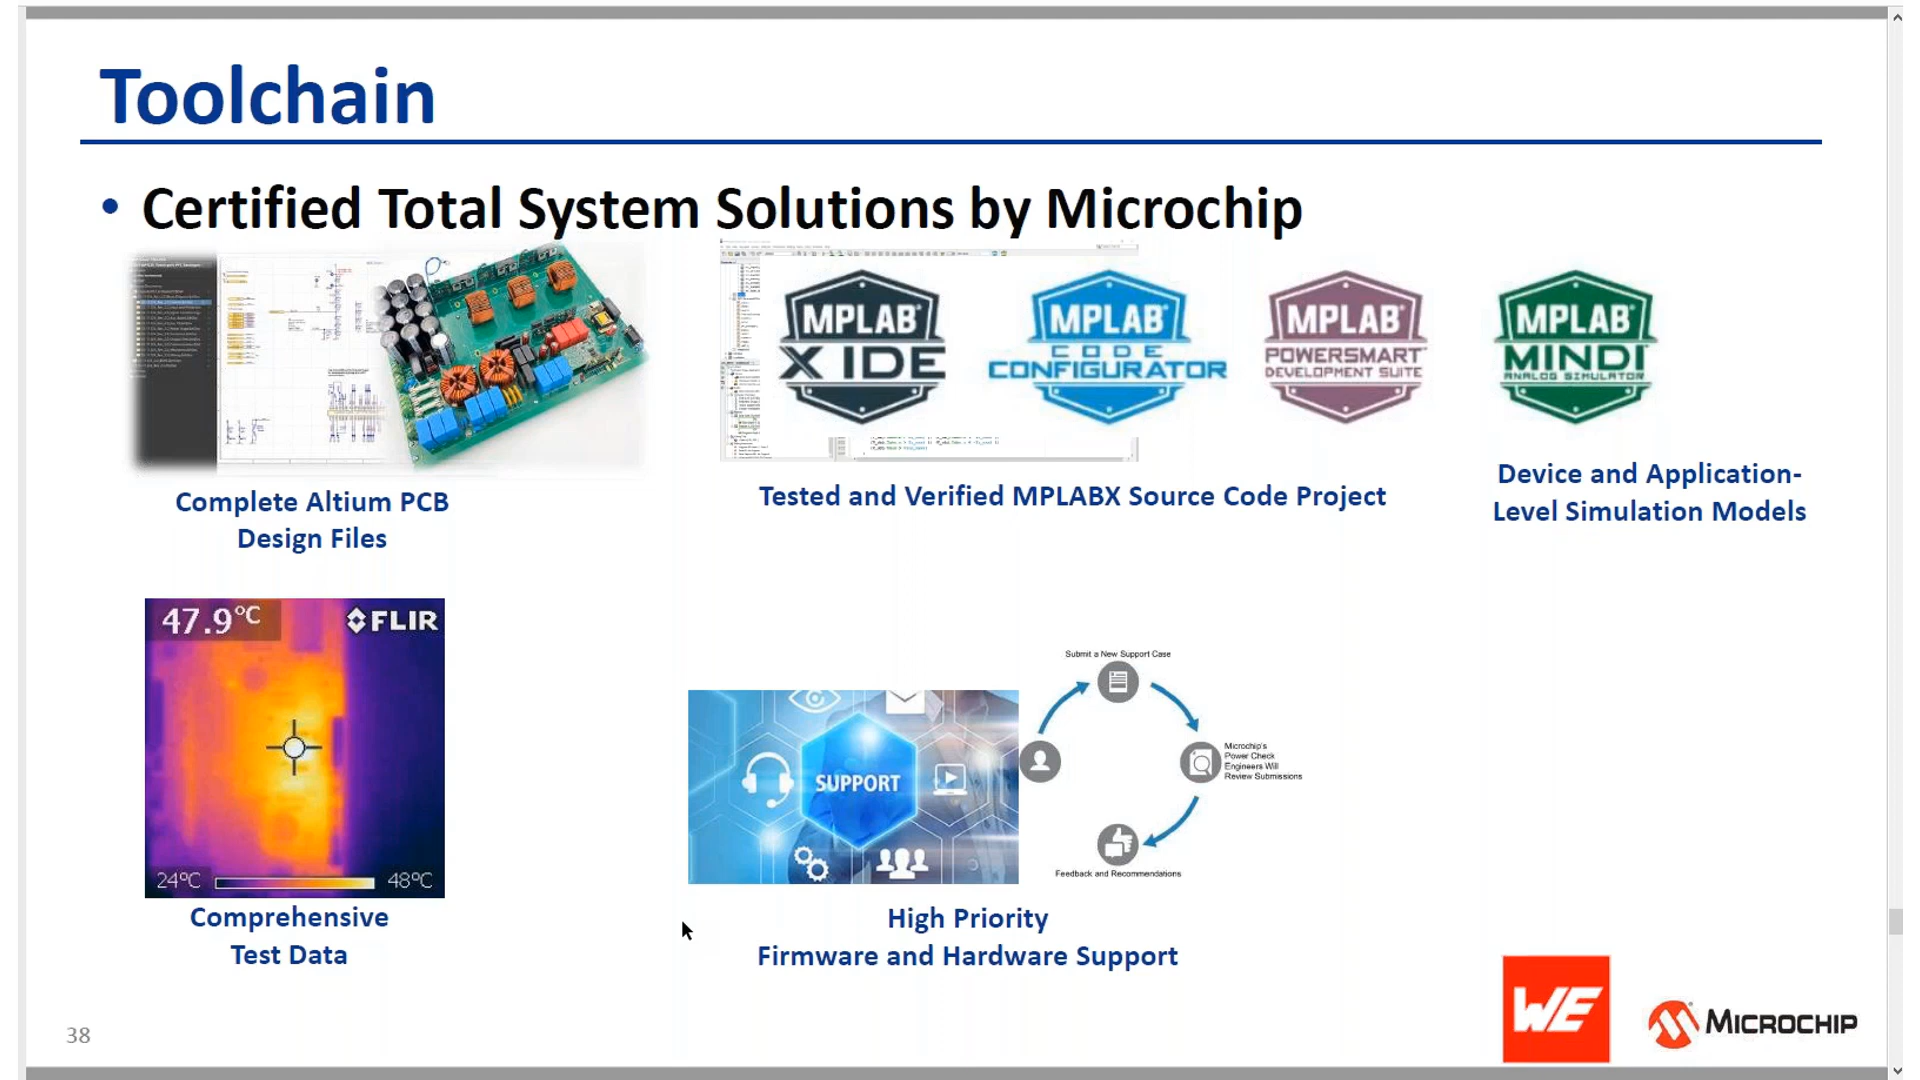 Toolchain
• Certified Total System Solutions by Microchip
MPLAB®
X IDE
MPLAB®
CODE
CONFIGURATOR
MPLAB®
POWERSMART™
DEVELOPMENT SUITE
MPLAB®
MINDI™
ANALOG SIMULATOR
Complete Altium PCB
Design Files
Tested and Verified MPLABX Source Code Project
Device and Application-
Level Simulation Models
47.9°C
FLIR
24°C
48°C
Comprehensive
Test Data
SUPPORT
Submit a New Support Case
Microchip's
Power Check
Engineers Will
Review Submissions
Feedback and Recommendations
High Priority
Firmware and Hardware Support
38
WE
MICROCHIP